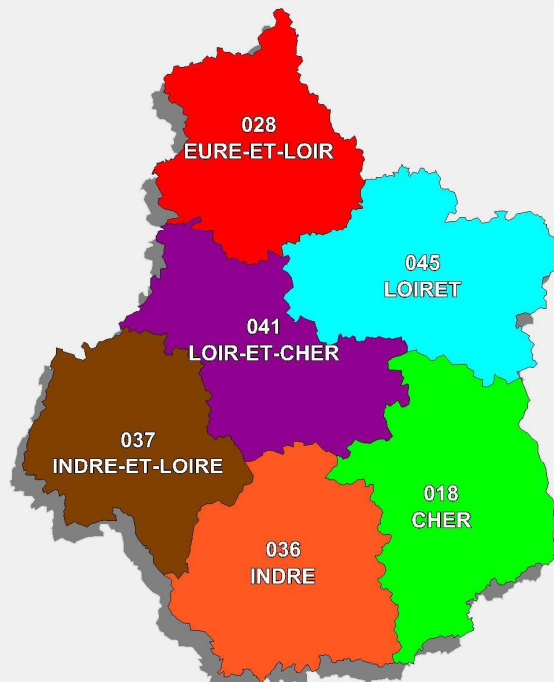 028
EURE-ET-LOIR
045
LOIRET
041
LOIR-ET-CHER
037
INDRE-ET-LOIRE
018
CHER
036
INDRE